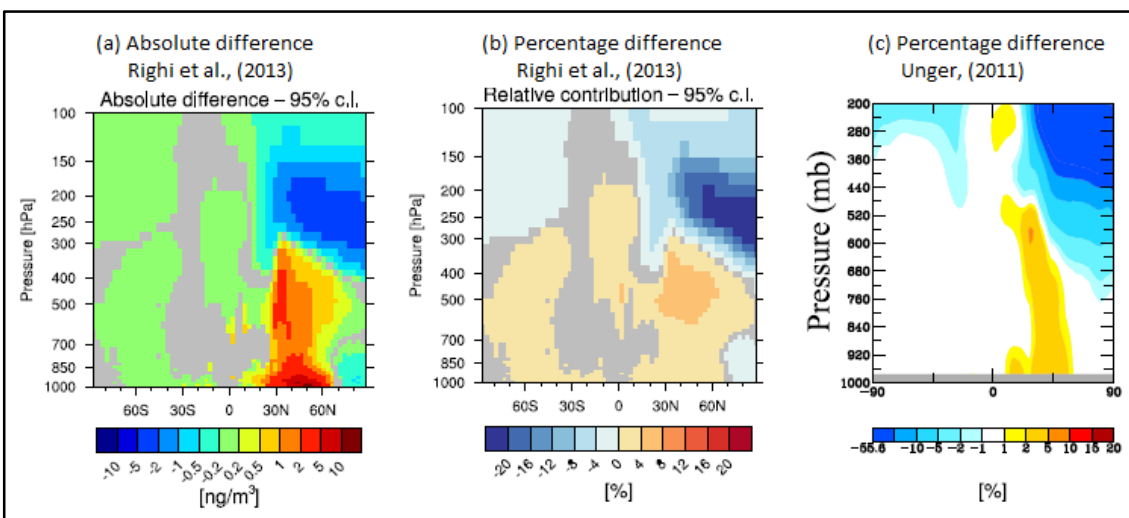 (a) Absolute difference
Righi et al., (2013)
Absolute difference – 95% c.l.
Pressure [hPa]
100
150
200
250
300
400
500
700
850
1000
60S 30S 0 30N 60N
-10 -5 -2 -1 -0.5 -0.2 0.2 0.5 1 2 5 10
[ng/m³]
(b) Percentage difference
Righi et al., (2013)
Relative contribution – 95% c.l.
Pressure [hPa]
100
150
200
250
300
400
500
700
850
1000
60S 30S 0 30N 60N
-20 -16 -12 -8 -4 0 4 8 12 16 20
[%]
(c) Percentage difference
Unger, (2011)
Pressure (mb)
200
280
360
440
520
600
680
760
840
920
1000
-90 0 90
-55.6 -10 -5 -2 -1 1 2 5 10 15 20
[%]